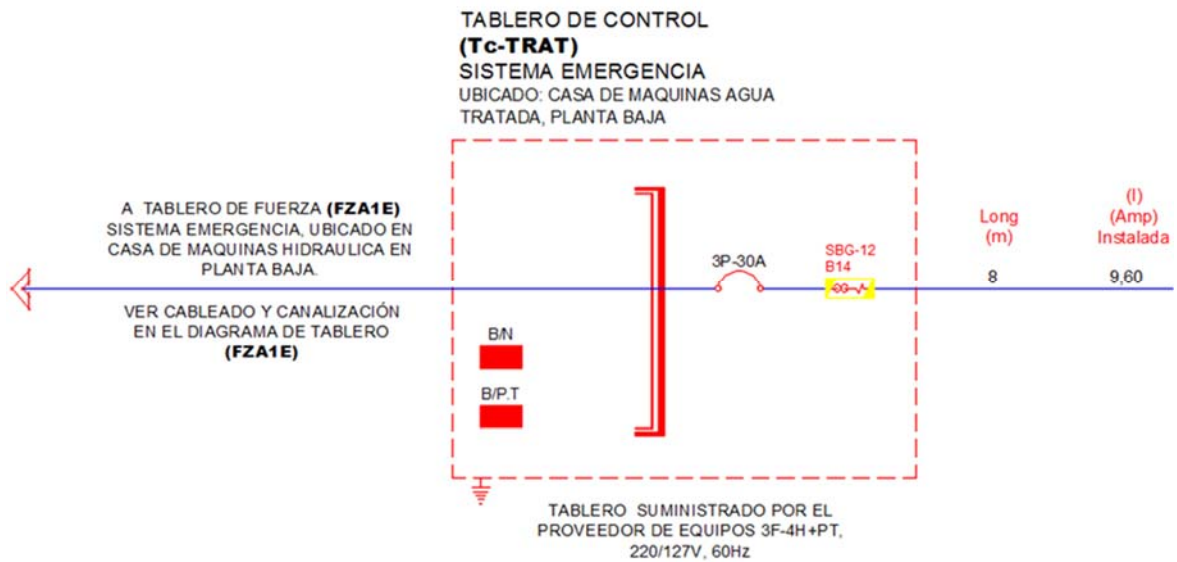 TABLERO DE CONTROL
(Tc-TRAT)
SISTEMA EMERGENCIA
UBICADO: CASA DE MAQUINAS AGUA
TRATADA, PLANTA BAJA
A TABLERO DE FUERZA (FZA1E)
SISTEMA EMERGENCIA, UBICADO EN
CASA DE MAQUINAS HIDRAULICA EN
PLANTA BAJA.
VER CABLEADO Y CANALIZACIÓN
EN EL DIAGRAMA DE TABLERO
(FZA1E)
B/N
B/P.T
3P-30A
SBG-12
B14
Long
(m)
8
(I)
(Amp)
Instalada
9,60
TABLERO SUMINISTRADO POR EL
PROVEEDOR DE EQUIPOS 3F-4H+PT,
220/127V, 60Hz